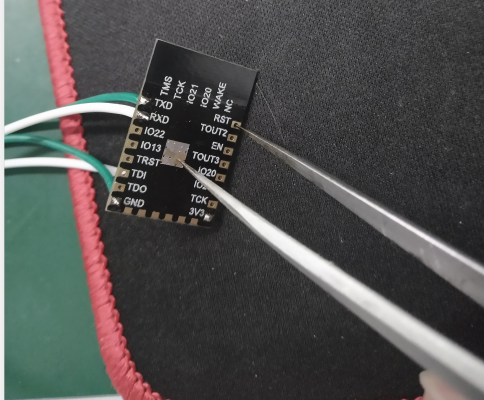 TMS
TCK
IO21
IO20
WAKE
NC
TXD
RXD
IO22
IO13
TRST
TDI
TDO
GND
RST
TOUT2
EN
TOUT3
IO20
TCK
3V3